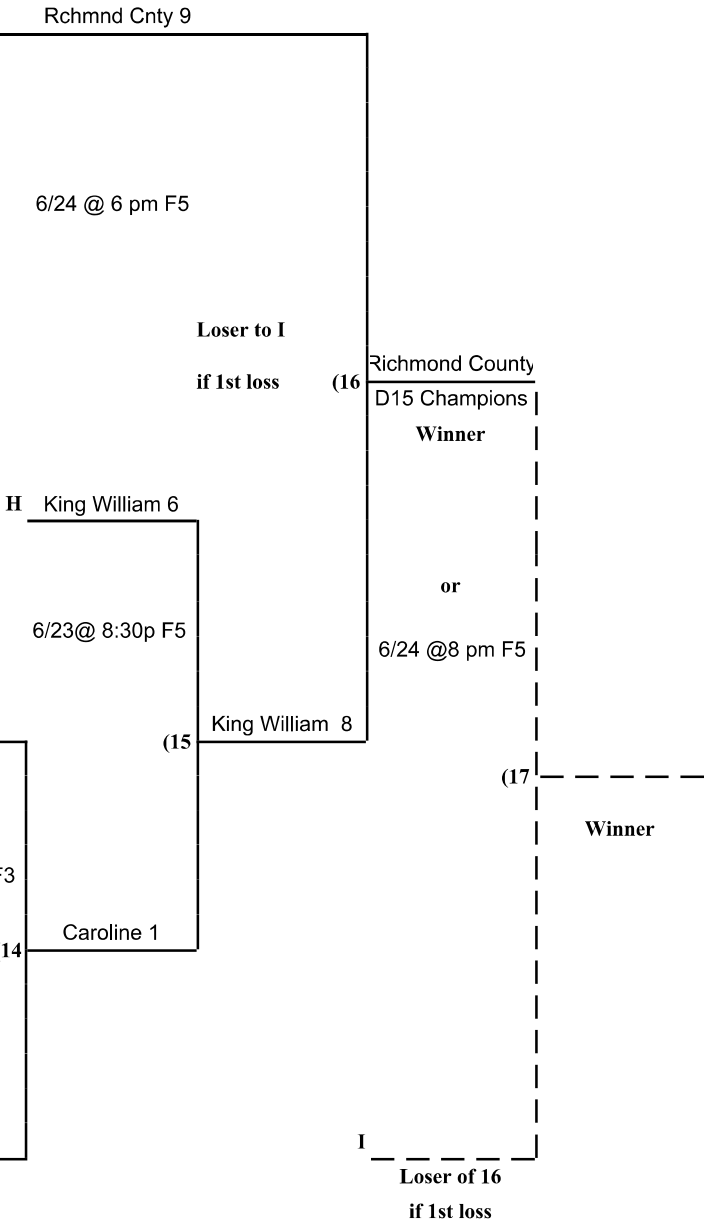 Rchmnd Cnty 9
6/24 @ 6 pm F5
Loser to I
if 1st loss
(16
Richmond County
D15 Champions
Winner
H
King William 6
or
6/23@ 8:30p F5
6/24 @8 pm F5
King William  8
(15
(17
Winner
F3
Caroline 1
14
I
Loser of 16
if 1st loss